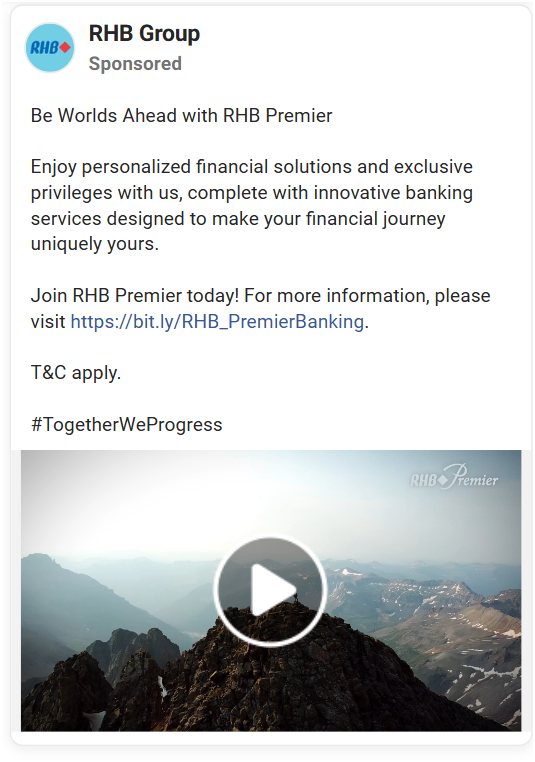 RHB
RHB Group
Sponsored
Be Worlds Ahead with RHB Premier
Enjoy personalized financial solutions and exclusive
privileges with us, complete with innovative banking
services designed to make your financial journey
uniquely yours.
Join RHB Premier today! For more information, please
visit https://bit.ly/RHB_PremierBanking.
T&C apply.
#TogetherWeProgress
RHB Premier